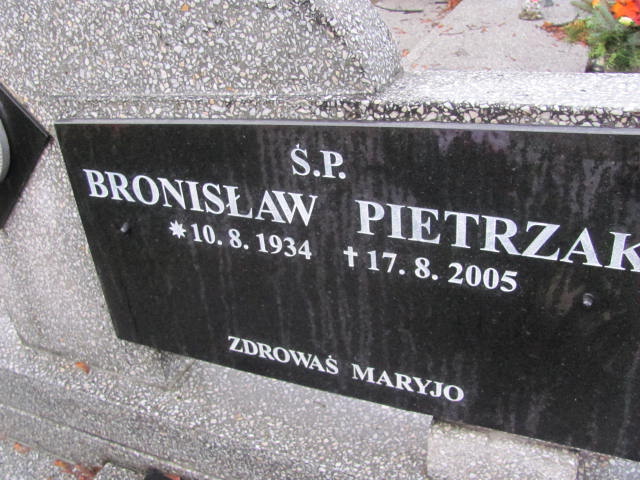 Ś.P.
BRONISŁAW PIETRZAK
* 10. 8. 1934 † 17. 8. 2005
ZDROWAŚ MARYJO